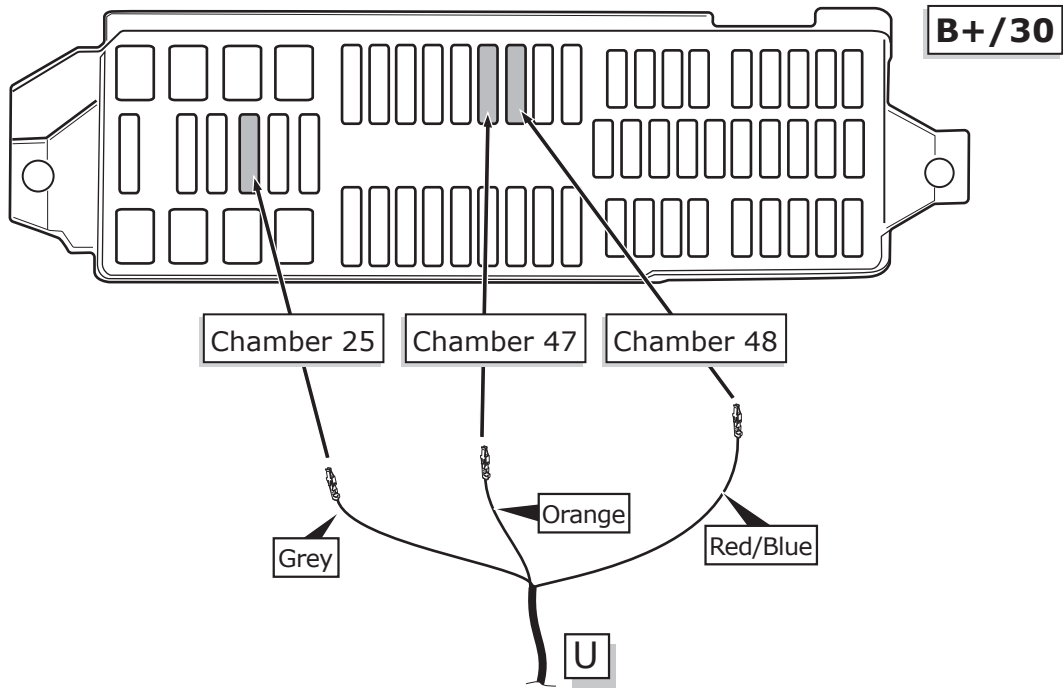 B+/30
Chamber 25
Chamber 47
Chamber 48
Orange
Grey
Red/Blue
U